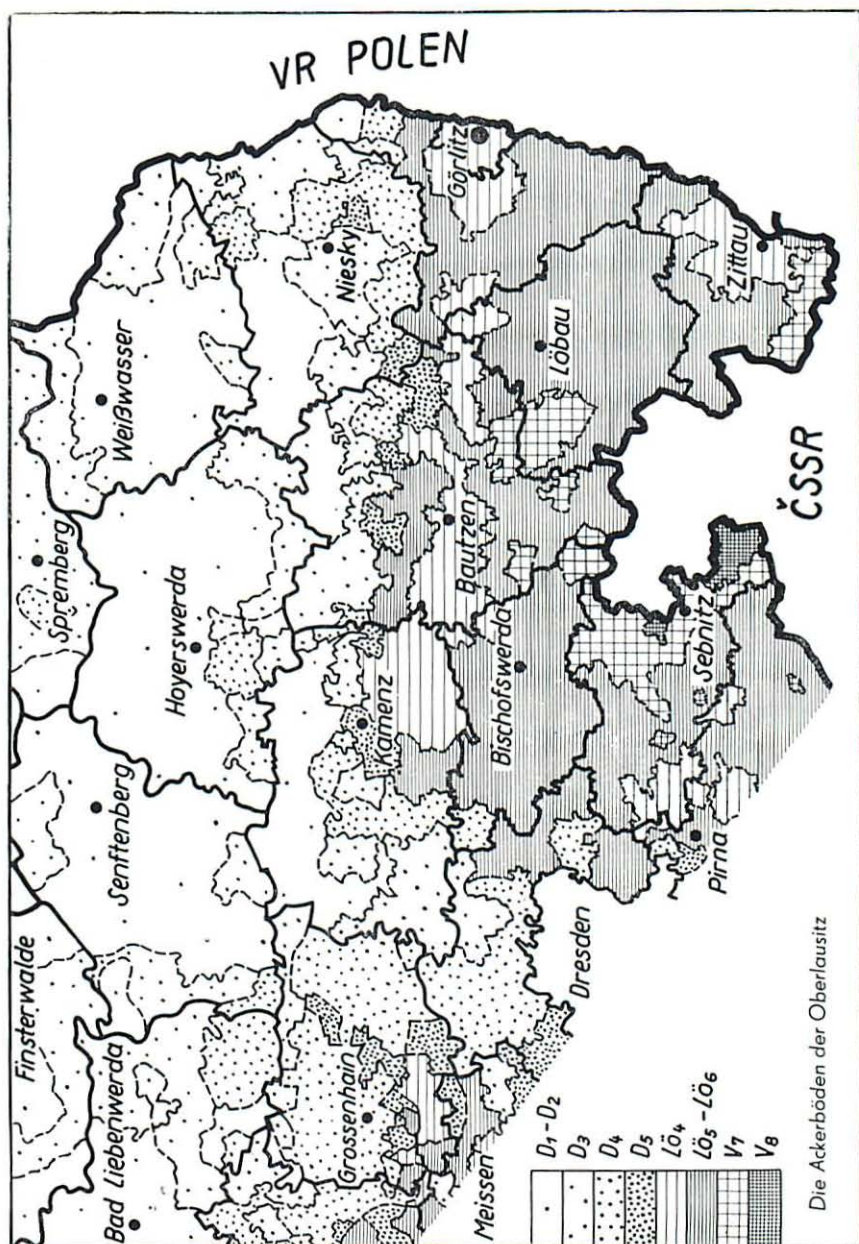 VR POLEN
Görlitz
Niesky
Zittau
Weißwasser
Löbau
ČSSR
Spremberg
Hoyerswerda
Bautzen
Kamenz
Bischofswerda
Sebnitz
Senftenberg
Pirna
Finsterwalde
Dresden
Bad Liebenwerda
Grossenhain
Meissen
D₁-D₂
D₃
D₄
D₅
Lö₄
Lö₅-Lö₆
V₇
V₈
Die Ackerböden der Oberlausitz